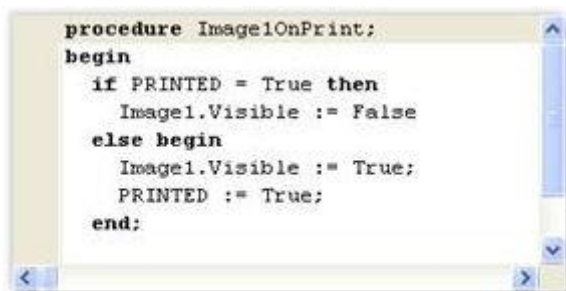 procedure Image1OnPrint;
begin
if PRINTED = True then
Image1.Visible := False
else begin
Image1.Visible := True;
PRINTED := True;
end;